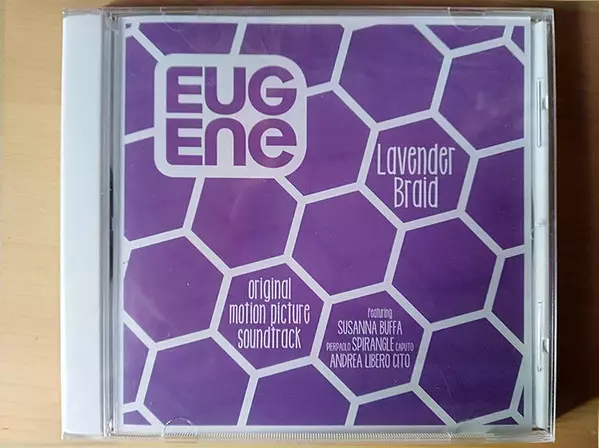 EUG
ENE
Lavender
Braid
original
motion picture
soundtrack
featuring
SUSANNA BUFFA
PIERPAOLO SPIRANGLE CAPUTO
ANDREA LIBERO CITO